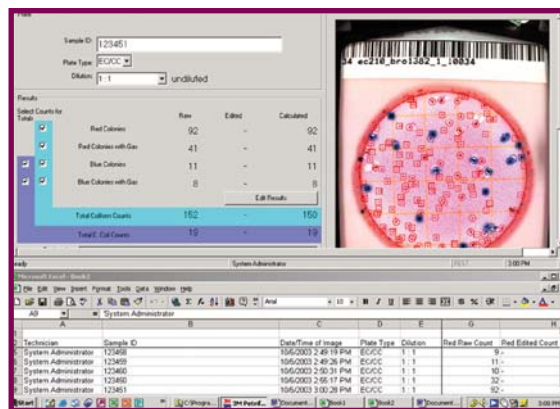 Sample ID: 123451
Plate Type: EC/CC
Dilution: 1:1 undiluted
Results
Select Counts for Totals
Raw Edited Calculated
Red Colonies 92 - 92
Red Colonies with Gas 41 - 41
Blue Colonies 11 - 11
Blue Colonies with Gas 8 - 8
Edit Results
Total Coliform Counts 152 - 150
Total E. Coli Counts 19 - 19
34 ec210_bro1382_1_10034
System Administrator
3:00 PM
Microsoft Excel - Book2
File Edit View Insert Format Tools Data Window Help
Arial 10 B I U
A9 = 'System Administrator
A B C D E G H
Technician Sample ID Date/Time of Image Plate Type Dilution Red Raw Count Red Edited Count
System Administrator 123458 10/6/2003 2:49:19 PM EC/CC 1:1 9 -
System Administrator 123459 10/6/2003 2:49:26 PM EC/CC 1:1 11 -
System Administrator 123460 10/6/2003 2:50:31 PM EC/CC 1:1 10 -
System Administrator 123466 10/6/2003 2:55:17 PM EC/CC 1:1 32 -
System Administrator 123451 10/6/2003 3:00:28 PM EC/CC 1:1 92 -
Start Book1 Book2 3:00 PM